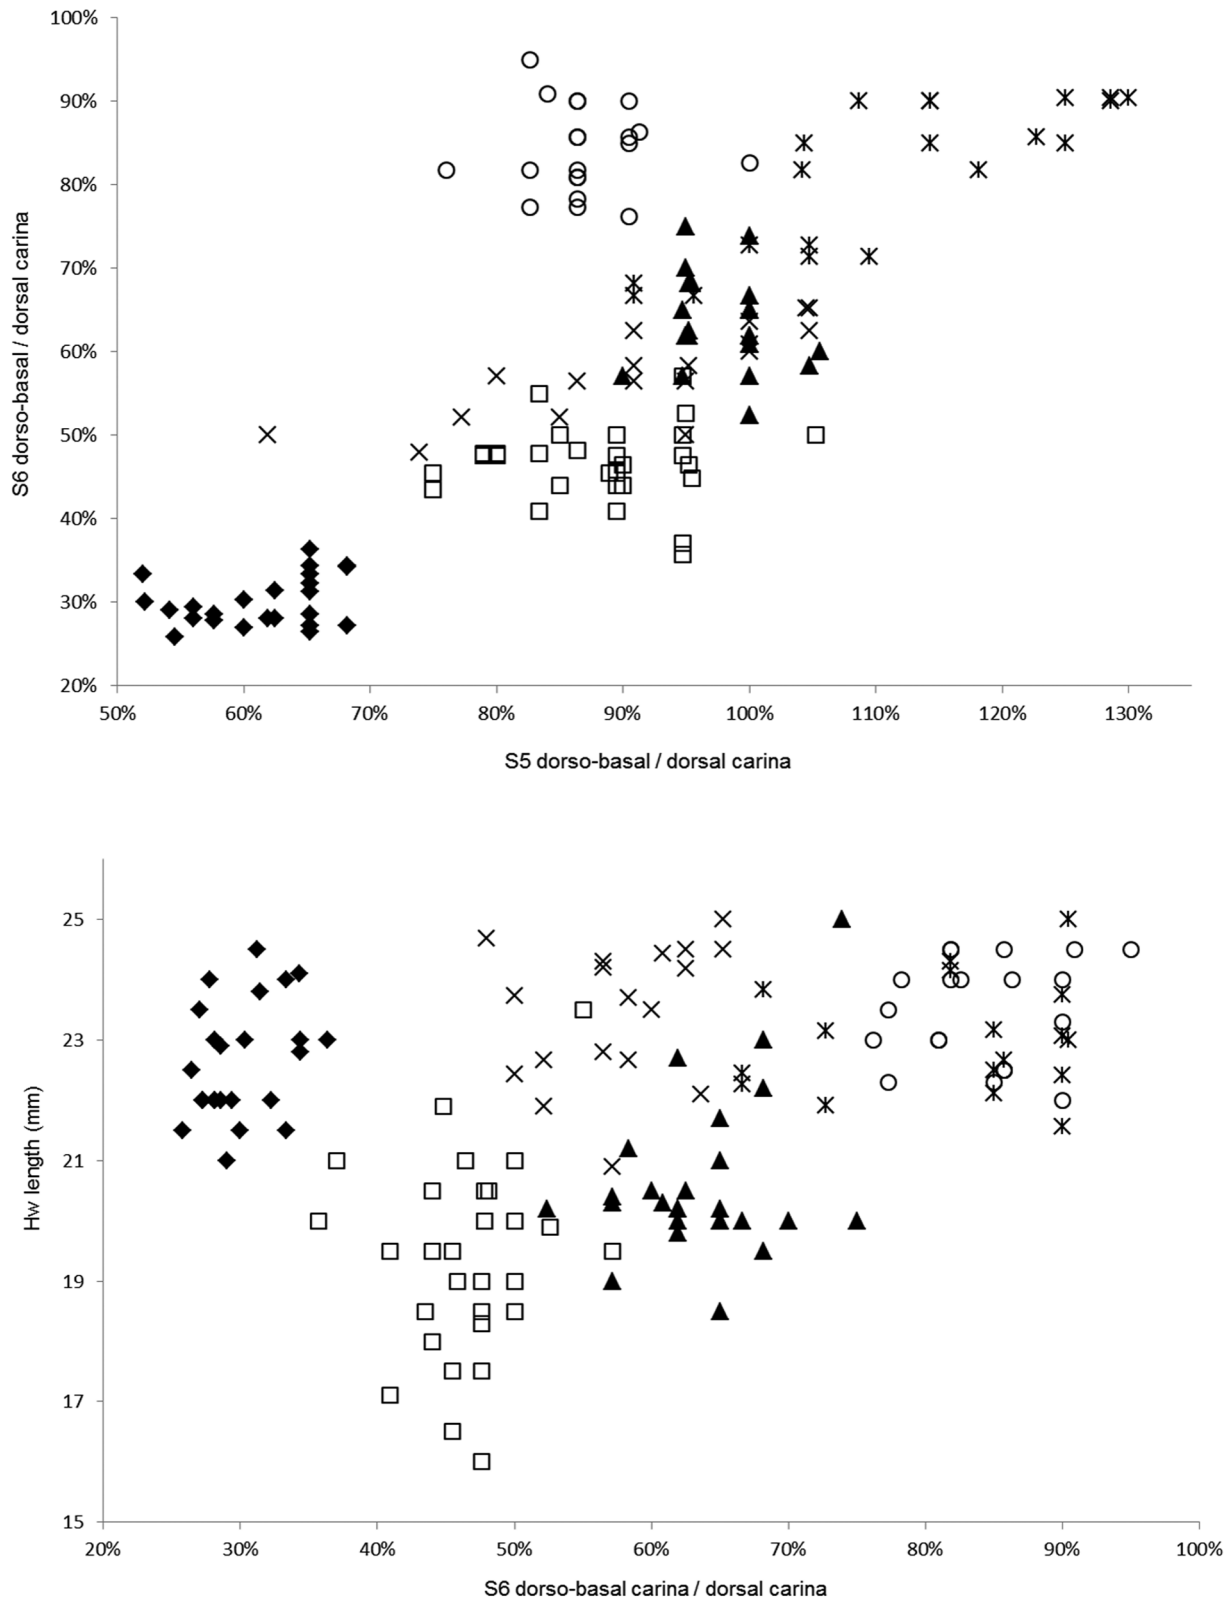 100%
90%
80%
70%
60%
50%
40%
30%
20%
S6 dorso-basal / dorsal carina
50% 60% 70% 80% 90% 100% 110% 120% 130%
S5 dorso-basal / dorsal carina
25
23
21
19
17
15
Hw length (mm)
20% 30% 40% 50% 60% 70% 80% 90% 100%
S6 dorso-basal carina / dorsal carina